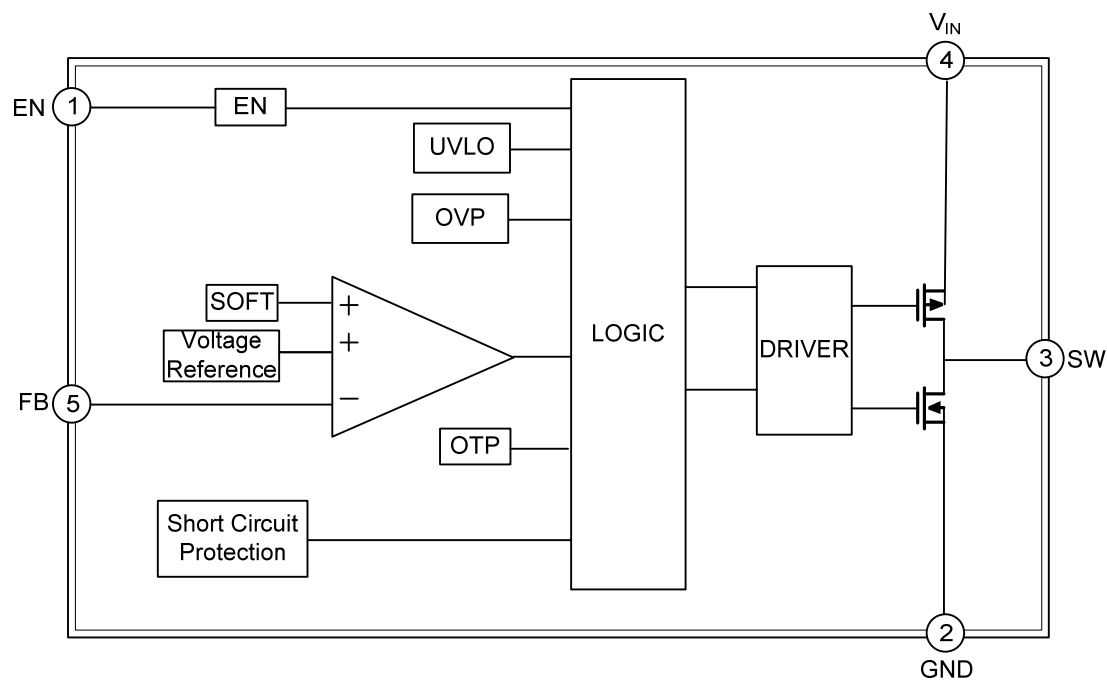 VIN
4
EN
1
EN
UVLO
OVP
SOFT
+
Voltage
Reference
+
LOGIC
DRIVER
3
SW
FB
5
−
OTP
Short Circuit
Protection
2
GND